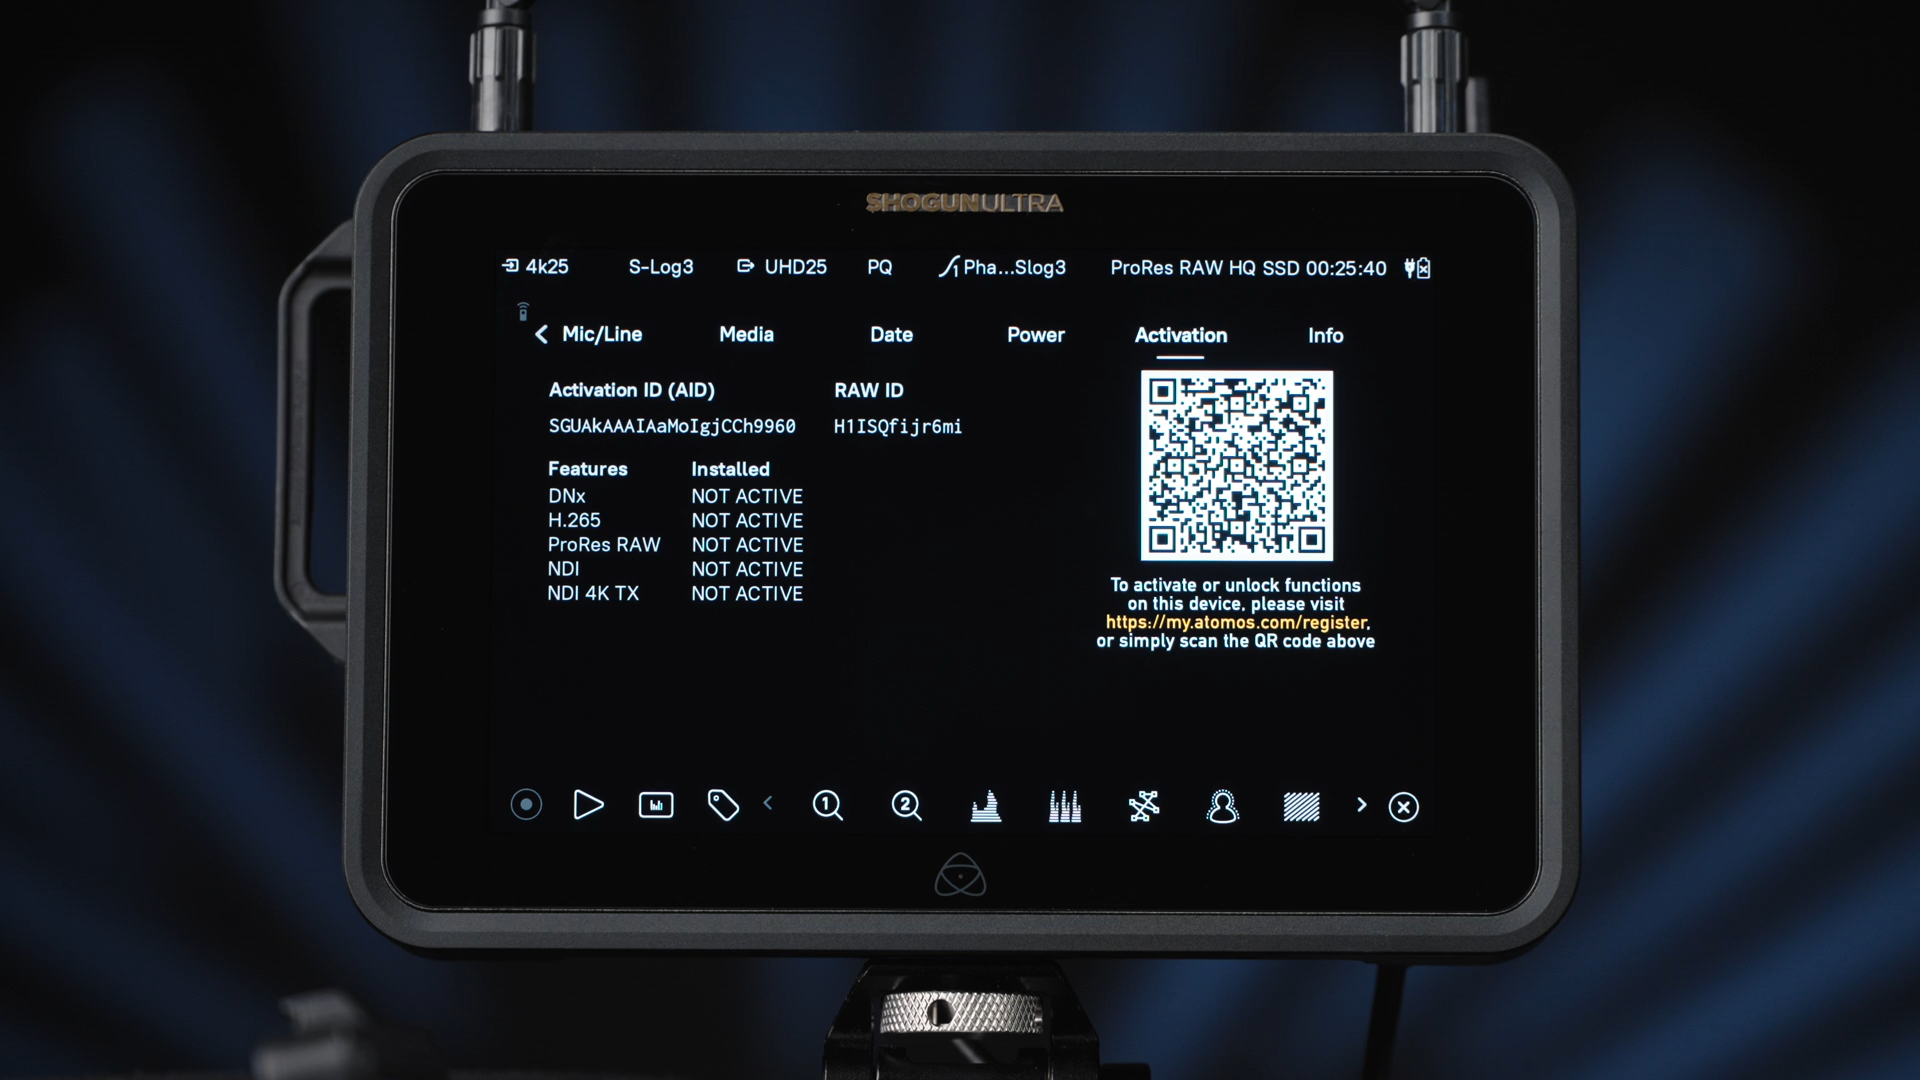 SHOGUNULTRA
4k25 S-Log3 UHD25 PQ Pha...Slog3 ProRes RAW HQ SSD 00:25:40
Mic/Line Media Date Power Activation Info
Activation ID (AID) RAW ID
SGUAkAAAIAaMoIgjCCh9960 H1ISQfijr6mi
Features Installed
DNx NOT ACTIVE
H.265 NOT ACTIVE
ProRes RAW NOT ACTIVE
NDI NOT ACTIVE
NDI 4K TX NOT ACTIVE
To activate or unlock functions
on this device, please visit
https://my.atomos.com/register,
or simply scan the QR code above
1 2